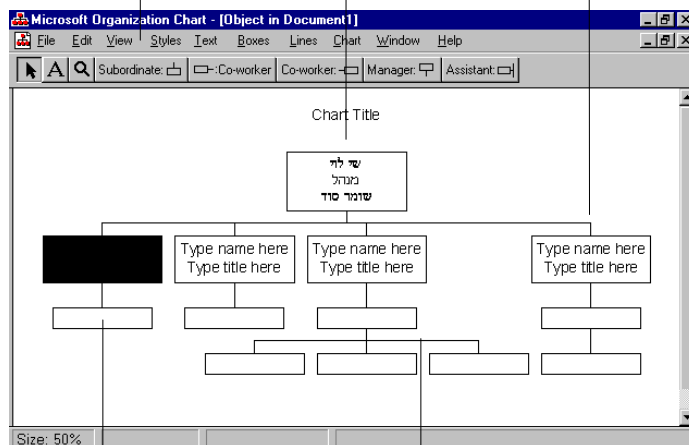 Microsoft Organization Chart - [Object in Document1]
File Edit View Styles Text Boxes Lines Chart Window Help
A Subordinate: :Co-worker Co-worker: Manager: Assistant:
Chart Title
שי לוי
מנהל
שומר סוד
Type name here Type name here Type name here
Type title here Type title here Type title here
Size: 50%